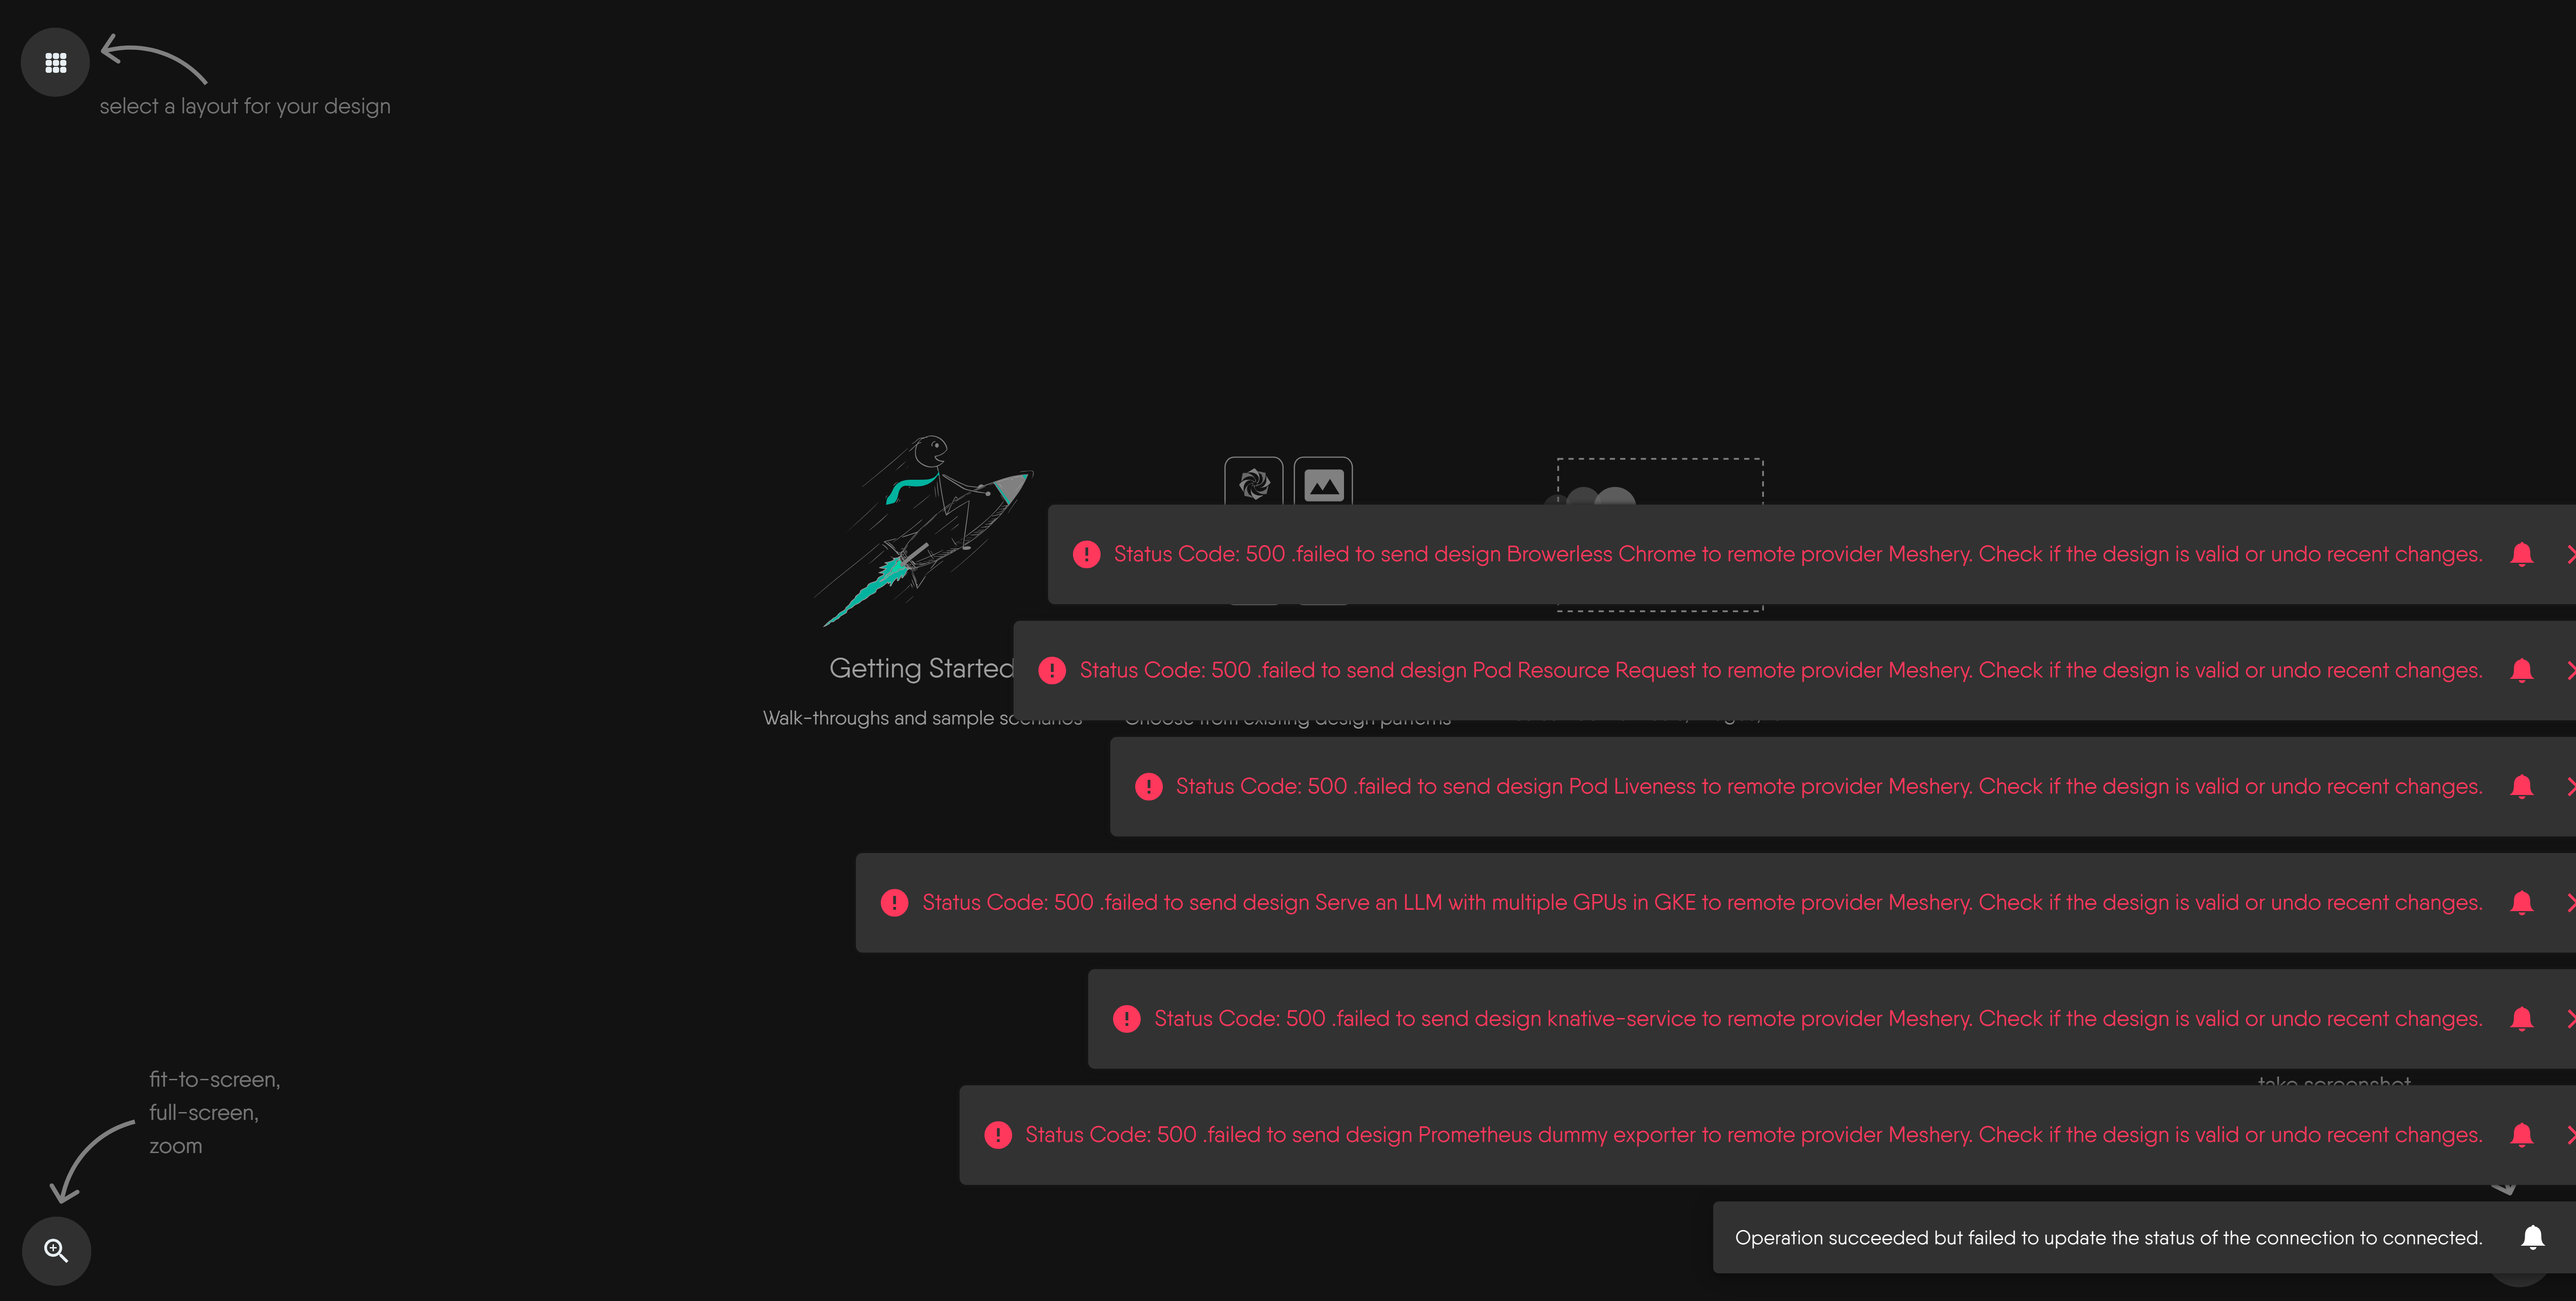 select a layout for your design
Status Code: 500 .failed to send design Browerless Chrome to remote provider Meshery. Check if the design is valid or undo recent changes.
Getting Started
Status Code: 500 .failed to send design Pod Resource Request to remote provider Meshery. Check if the design is valid or undo recent changes.
Walk-throughs and sample scenarios
Choose from existing design patterns
Status Code: 500 .failed to send design Pod Liveness to remote provider Meshery. Check if the design is valid or undo recent changes.
Status Code: 500 .failed to send design Serve an LLM with multiple GPUs in GKE to remote provider Meshery. Check if the design is valid or undo recent changes.
Status Code: 500 .failed to send design knative-service to remote provider Meshery. Check if the design is valid or undo recent changes.
fit-to-screen,
full-screen,
zoom
take screenshot
Status Code: 500 .failed to send design Prometheus dummy exporter to remote provider Meshery. Check if the design is valid or undo recent changes.
Operation succeeded but failed to update the status of the connection to connected.